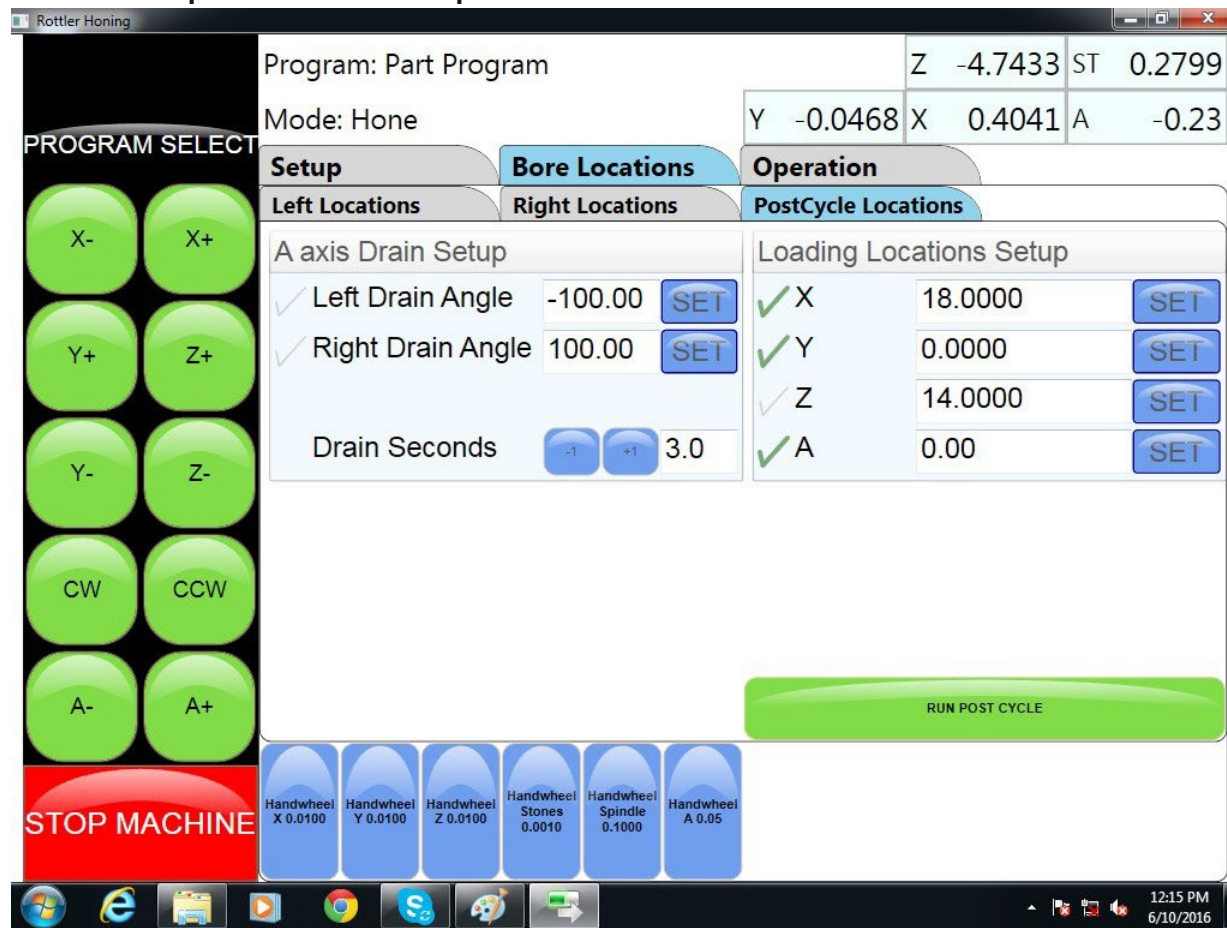 Rottler Honing
PROGRAM SELECT
X- X+
Y+ Z+
Y- Z-
CW CCW
A- A+
STOP MACHINE
Program: Part Program
Z -4.7433 ST 0.2799
Mode: Hone
Y -0.0468 X 0.4041 A -0.23
Setup Bore Locations Operation
Left Locations Right Locations PostCycle Locations
A axis Drain Setup
Left Drain Angle -100.00 SET
Right Drain Angle 100.00 SET
Drain Seconds -1 +1 3.0
Loading Locations Setup
X 18.0000 SET
Y 0.0000 SET
Z 14.0000 SET
A 0.00 SET
RUN POST CYCLE
Handwheel
X 0.0100
Handwheel
Y 0.0100
Handwheel
Z 0.0100
Handwheel
Stones
0.0010
Handwheel
Spindle
0.1000
Handwheel
A 0.05
12:15 PM
6/10/2016